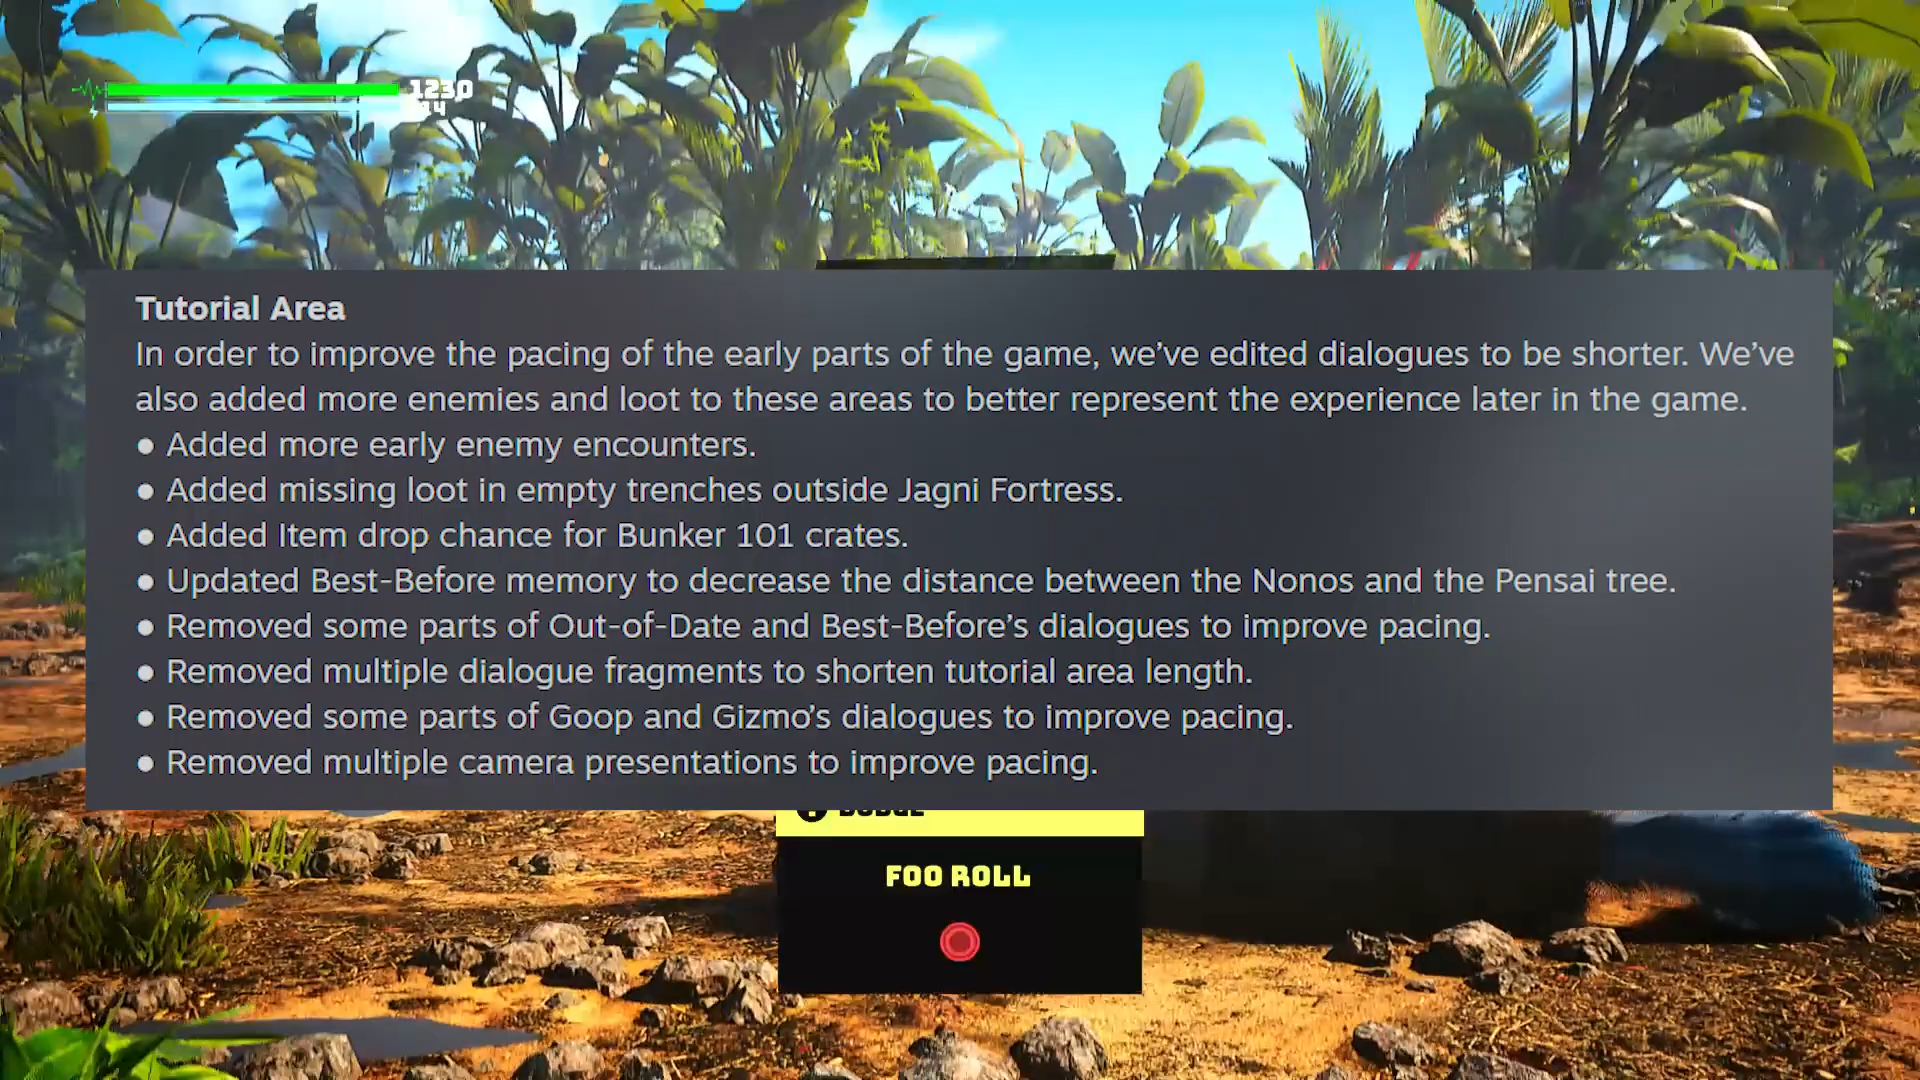 1230
Tutorial Area
In order to improve the pacing of the early parts of the game, we’ve edited dialogues to be shorter. We’ve
also added more enemies and loot to these areas to better represent the experience later in the game.
● Added more early enemy encounters.
● Added missing loot in empty trenches outside Jagni Fortress.
● Added Item drop chance for Bunker 101 crates.
● Updated Best-Before memory to decrease the distance between the Nonos and the Pensai tree.
● Removed some parts of Out-of-Date and Best-Before’s dialogues to improve pacing.
● Removed multiple dialogue fragments to shorten tutorial area length.
● Removed some parts of Goop and Gizmo’s dialogues to improve pacing.
● Removed multiple camera presentations to improve pacing.
FOO ROLL